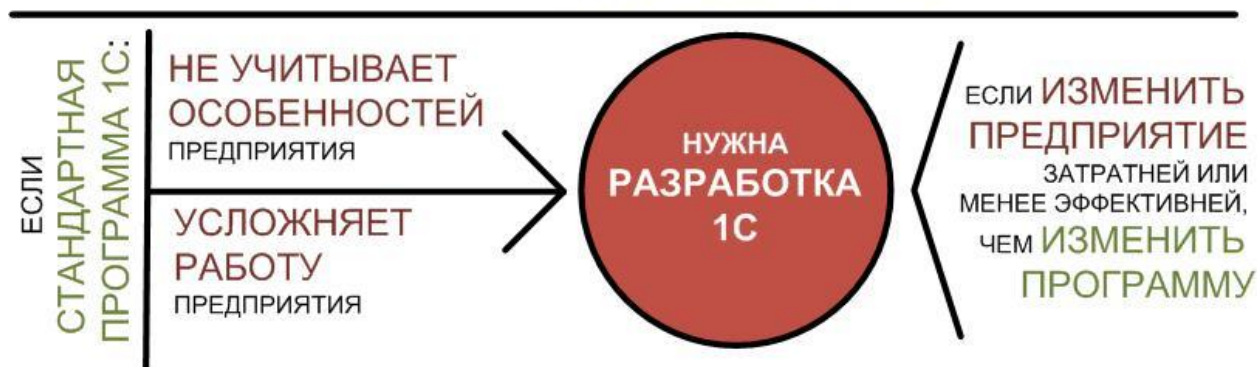 ЕСЛИ
СТАНДАРТНАЯ
ПРОГРАММА 1С:
НЕ УЧИТЫВАЕТ
ОСОБЕННОСТЕЙ
ПРЕДПРИЯТИЯ
УСЛОЖНЯЕТ
РАБОТУ
ПРЕДПРИЯТИЯ
НУЖНА
РАЗРАБОТКА
1С
ЕСЛИ ИЗМЕНИТЬ
ПРЕДПРИЯТИЕ
ЗАТРАТНЕЙ ИЛИ
МЕНЕЕ ЭФФЕКТИВНЕЙ,
ЧЕМ ИЗМЕНИТЬ
ПРОГРАММУ